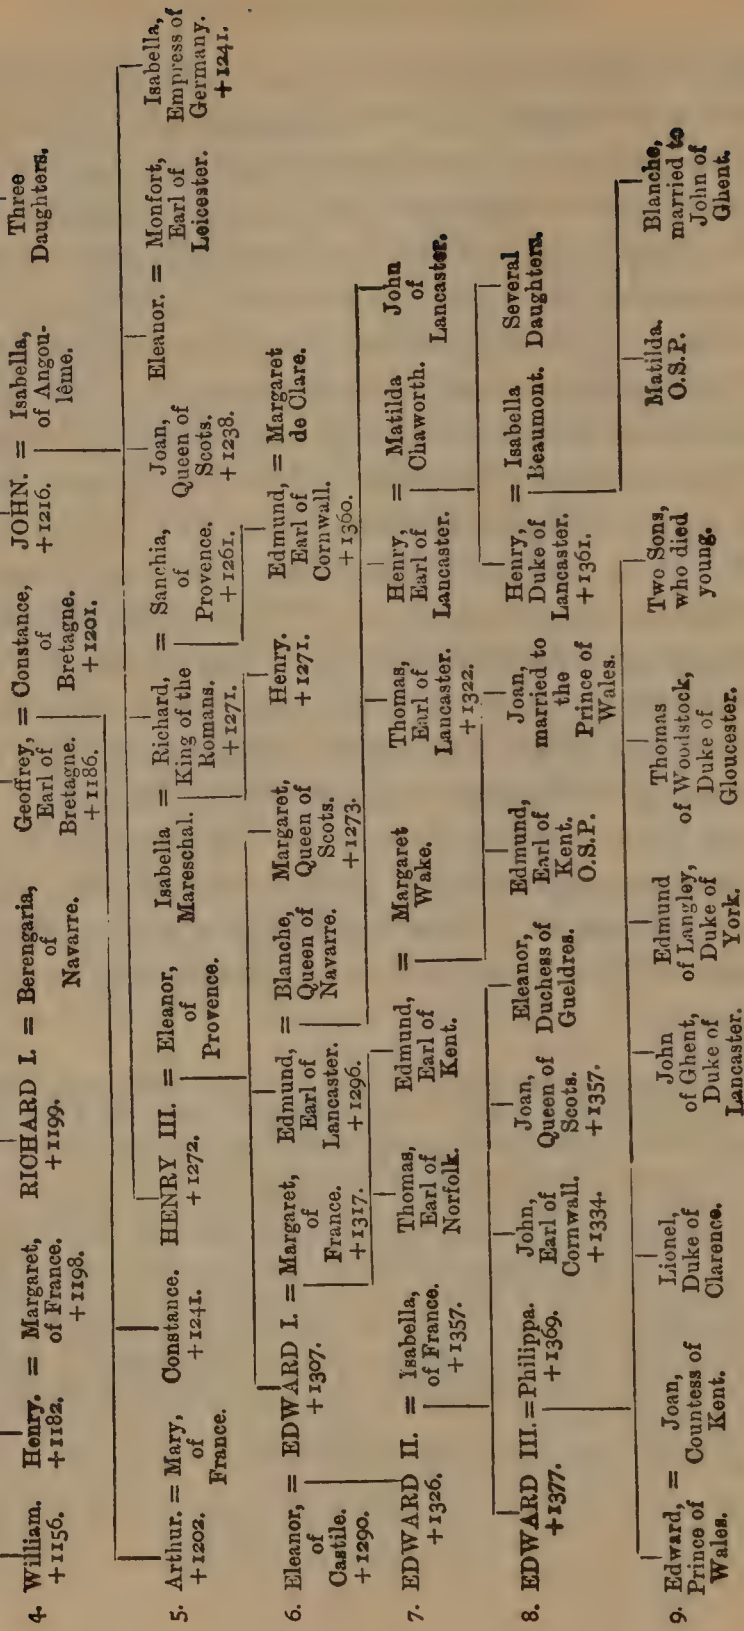 4. William. Henry. = Margaret, RICHARD I. = Berengaria, Geoffrey, = Constance, JOHN. = Isabella, Three
+1156. +1182. of France. +1199. of Earl of of +1216. of Angou- Daughters.
+1198. Navarre. Bretagne. Bretagne. lême.
+1186. +1201.
5. Arthur. = Mary, Constance. HENRY III. = Eleanor, Isabella = Richard, = Sanchia, Joan, Eleanor. = Monfort, Isabella,
+1202. of +1241. +1272. of Mareschal. King of the of Queen of Earl of Empress of
France. Provence. Romans. Provence. Scots. Leicester. Germany.
+1271. +1261. +1238. +1241.
6. Eleanor, = EDWARD I. = Margaret, Edmund, = Blanche, Margaret, Henry. Edmund, = Margaret
of +1307. of Earl of Queen of Queen of +1271. Earl of de Clare.
Castile. France. Lancaster. Navarre. Scots. Cornwall.
+1290. +1317. +1296. +1273. +1360.
7. EDWARD II. = Isabella, Thomas, Edmund, = Margaret Thomas, Henry, = Matilda John
+1326. of France. Earl of Earl of Wake. Earl of Earl of Chaworth. of
+1357. Norfolk. Kent. Lancaster. Lancaster. Lancaster.
+1322.
8. EDWARD III. = Philippa. John, Joan, Eleanor, Edmund, Joan, Henry, = Isabella Several
+1377. +1369. Earl of Queen of Duchess of Earl of married to Duke of Beaumont. Daughters.
Cornwall. Scots. Gueldres. Kent. the Lancaster.
+1334. +1357. O.S.P. Prince of +1361.
Wales.
9. Edward, = Joan, Lionel, John Edmund Thomas Two Sons, Matilda. Blanche,
Prince of Countess of Duke of of Ghent, of Langley, of Woodstock, who died O.S.P. married to
Wales. Kent. Clarence. Duke of Duke of Duke of young. John of
Lancaster. York. Gloucester. Ghent.